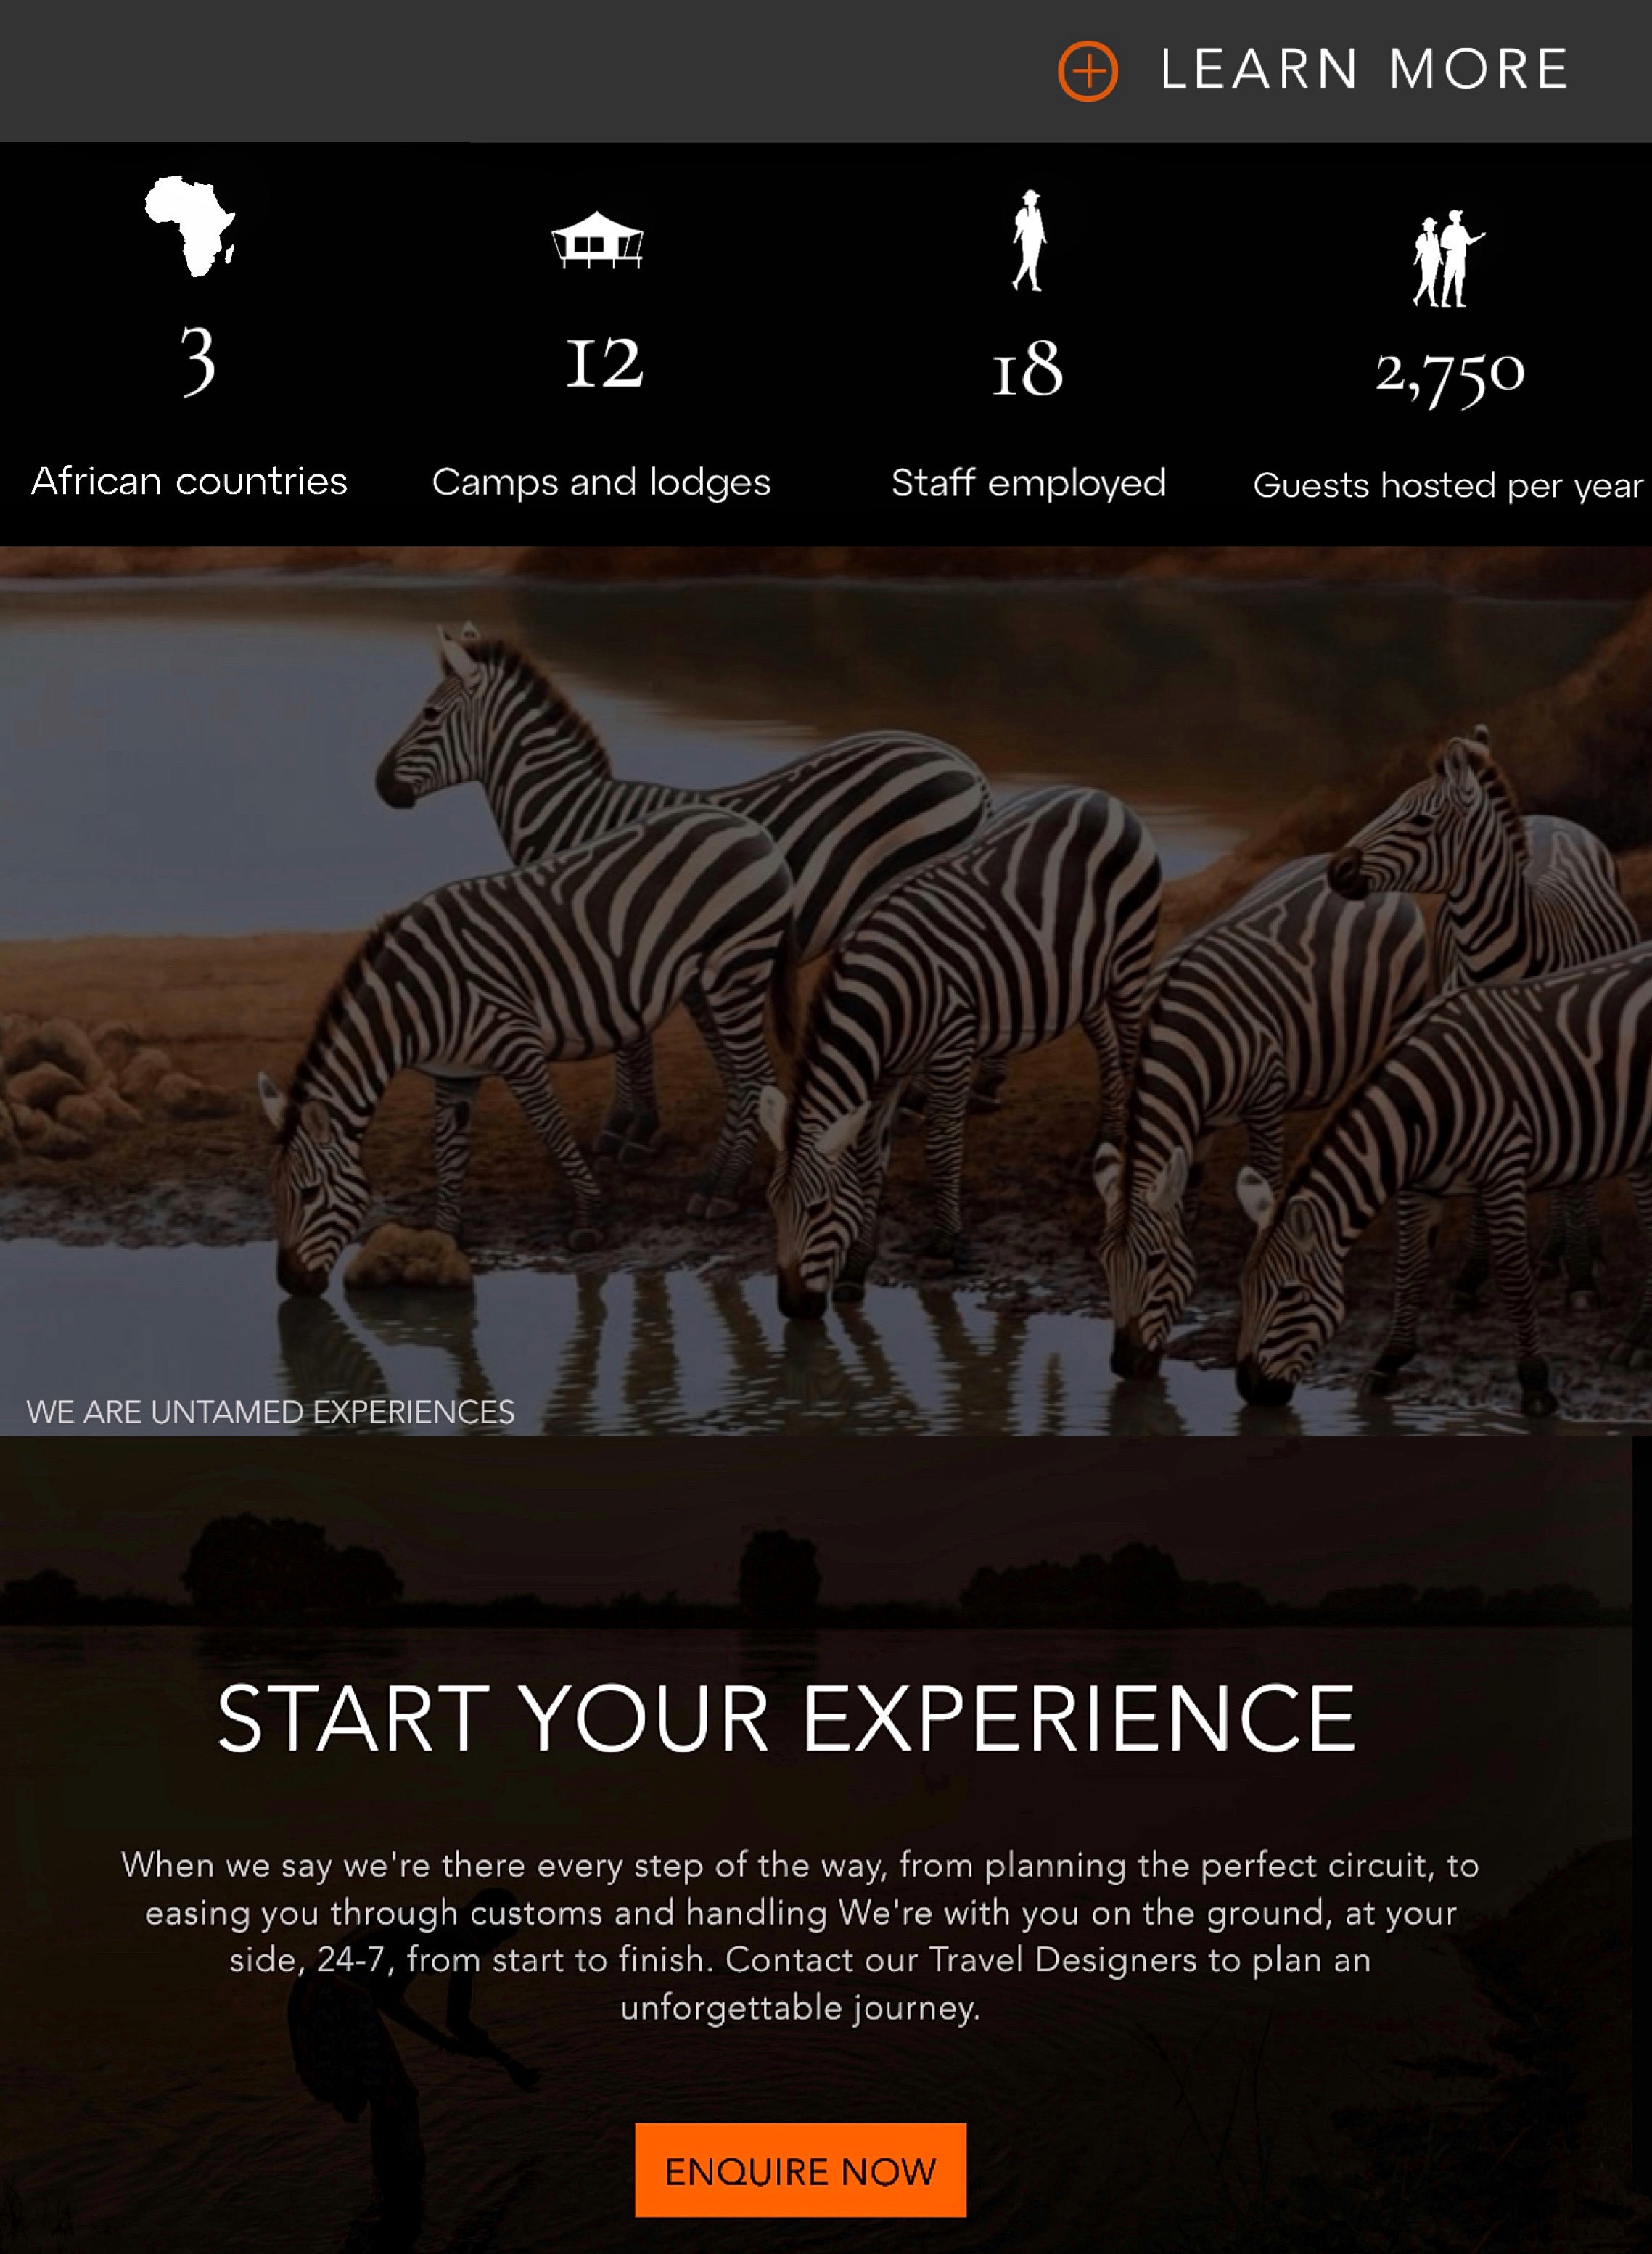 LEARN MORE
3
12
18
2,750
African countries
Camps and lodges
Staff employed
Guests hosted per year
WE ARE UNTAMED EXPERIENCES
START YOUR EXPERIENCE
When we say we're there every step of the way, from planning the perfect circuit, to
easing you through customs and handling We're with you on the ground, at your
side, 24-7, from start to finish. Contact our Travel Designers to plan an
unforgettable journey.
ENQUIRE NOW